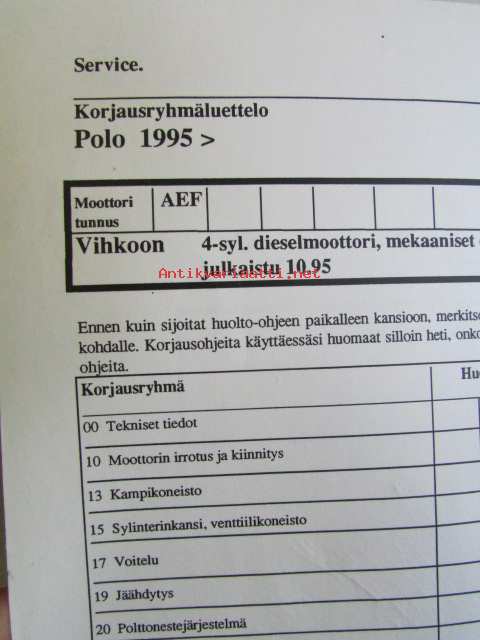 Service.
Korjausryhmäluettelo
Polo 1995 >
Moottori tunnus AEF
Vihkoon 4-syl. dieselmoottori, mekaaniset
julkaistu 10.95
Antikvariaatti.net
Ennen kuin sijoitat huolto-ohjeen paikalleen kansioon,
kohdalle. Korjausohjeita käyttäessäsi huomaat silloin heti,
ohjeita.
Korjausryhmä
00 Tekniset tiedot
10 Moottorin irrotus ja kiinnitys
13 Kampikoneisto
15 Sylinterinkansi, venttiilikoneisto
17 Voitelu
19 Jäähdytys
20 Polttonestejärjestelmä